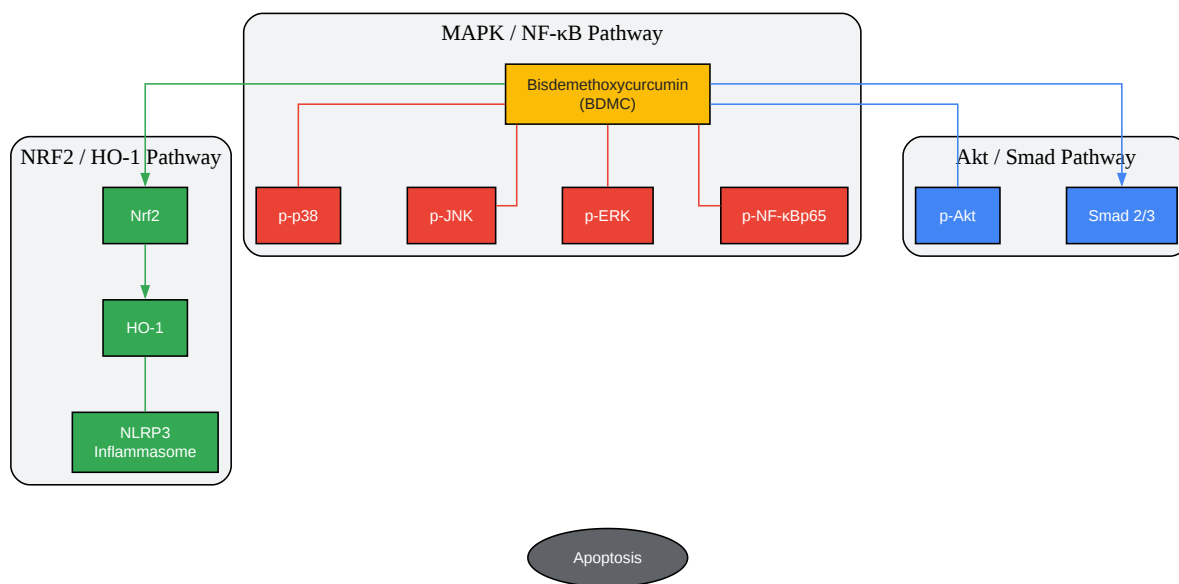 MAPK / NF-κB Pathway
Bisdemethoxycurcumin
(BDMC)
NRF2 / HO-1 Pathway
Akt / Smad Pathway
Nrf2
p-p38
p-JNK
p-ERK
p-NF-κBp65
p-Akt
Smad 2/3
HO-1
NLRP3
Inflammasome
Apoptosis